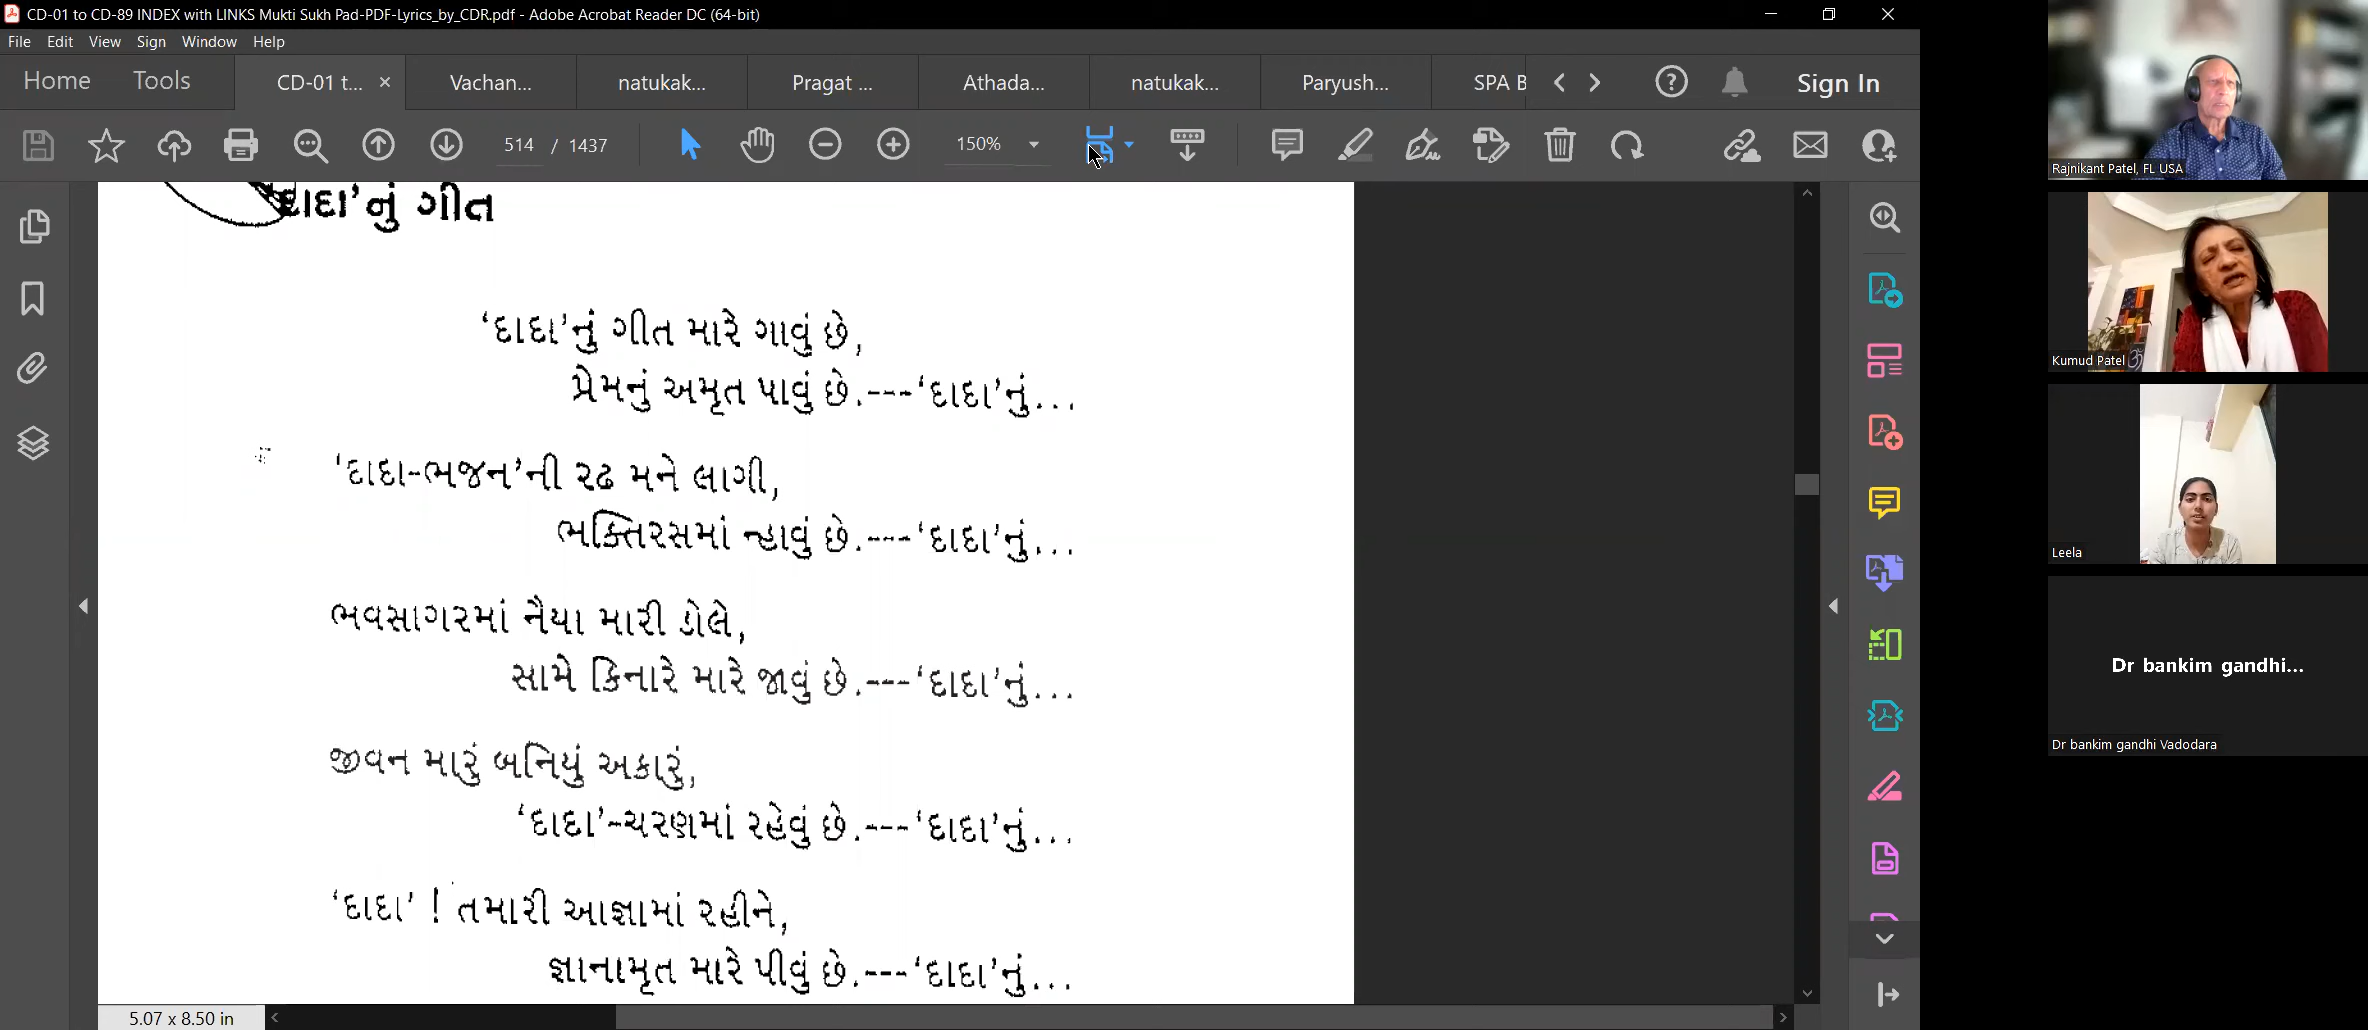 CD-01 to CD-89 INDEX with LINKS Mukti Sukh Pad-PDF-Lyrics_by_CDR.pdf - Adobe Acrobat Reader DC (64-bit)
File Edit View Sign Window Help
Home Tools CD-01 t... Vachan... natukak... Pragat ... Athada... natukak... Paryush... SPA B Sign In
514 / 1437 150%
'દાદા'નું ગીત
'દાદા'નું ગીત મારે ગાવું છે,
પ્રેમનું અમૃત પાવું છે.---'દાદા'નું...
'દાદા-ભજન'ની રઢ મને લાગી,
ભક્તિરસમાં ન્હાવું છે.---'દાદા'નું...
ભવસાગરમાં નૈયા મારી ડોલે,
સામે કિનારે મારે જાવું છે.---'દાદા'નું...
જીવન મારું બનિયું અકારું,
'દાદા'-ચરણમાં રહેવું છે.---'દાદા'નું...
'દાદા' ! તમારી આજ્ઞામાં રહીને,
જ્ઞાનામૃત મારે પીવું છે.---'દાદા'નું...
5.07 x 8.50 in
Rajnikant Patel, FL USA
Kumud Patel
Leela
Dr bankim gandhi...
Dr bankim gandhi Vadodara